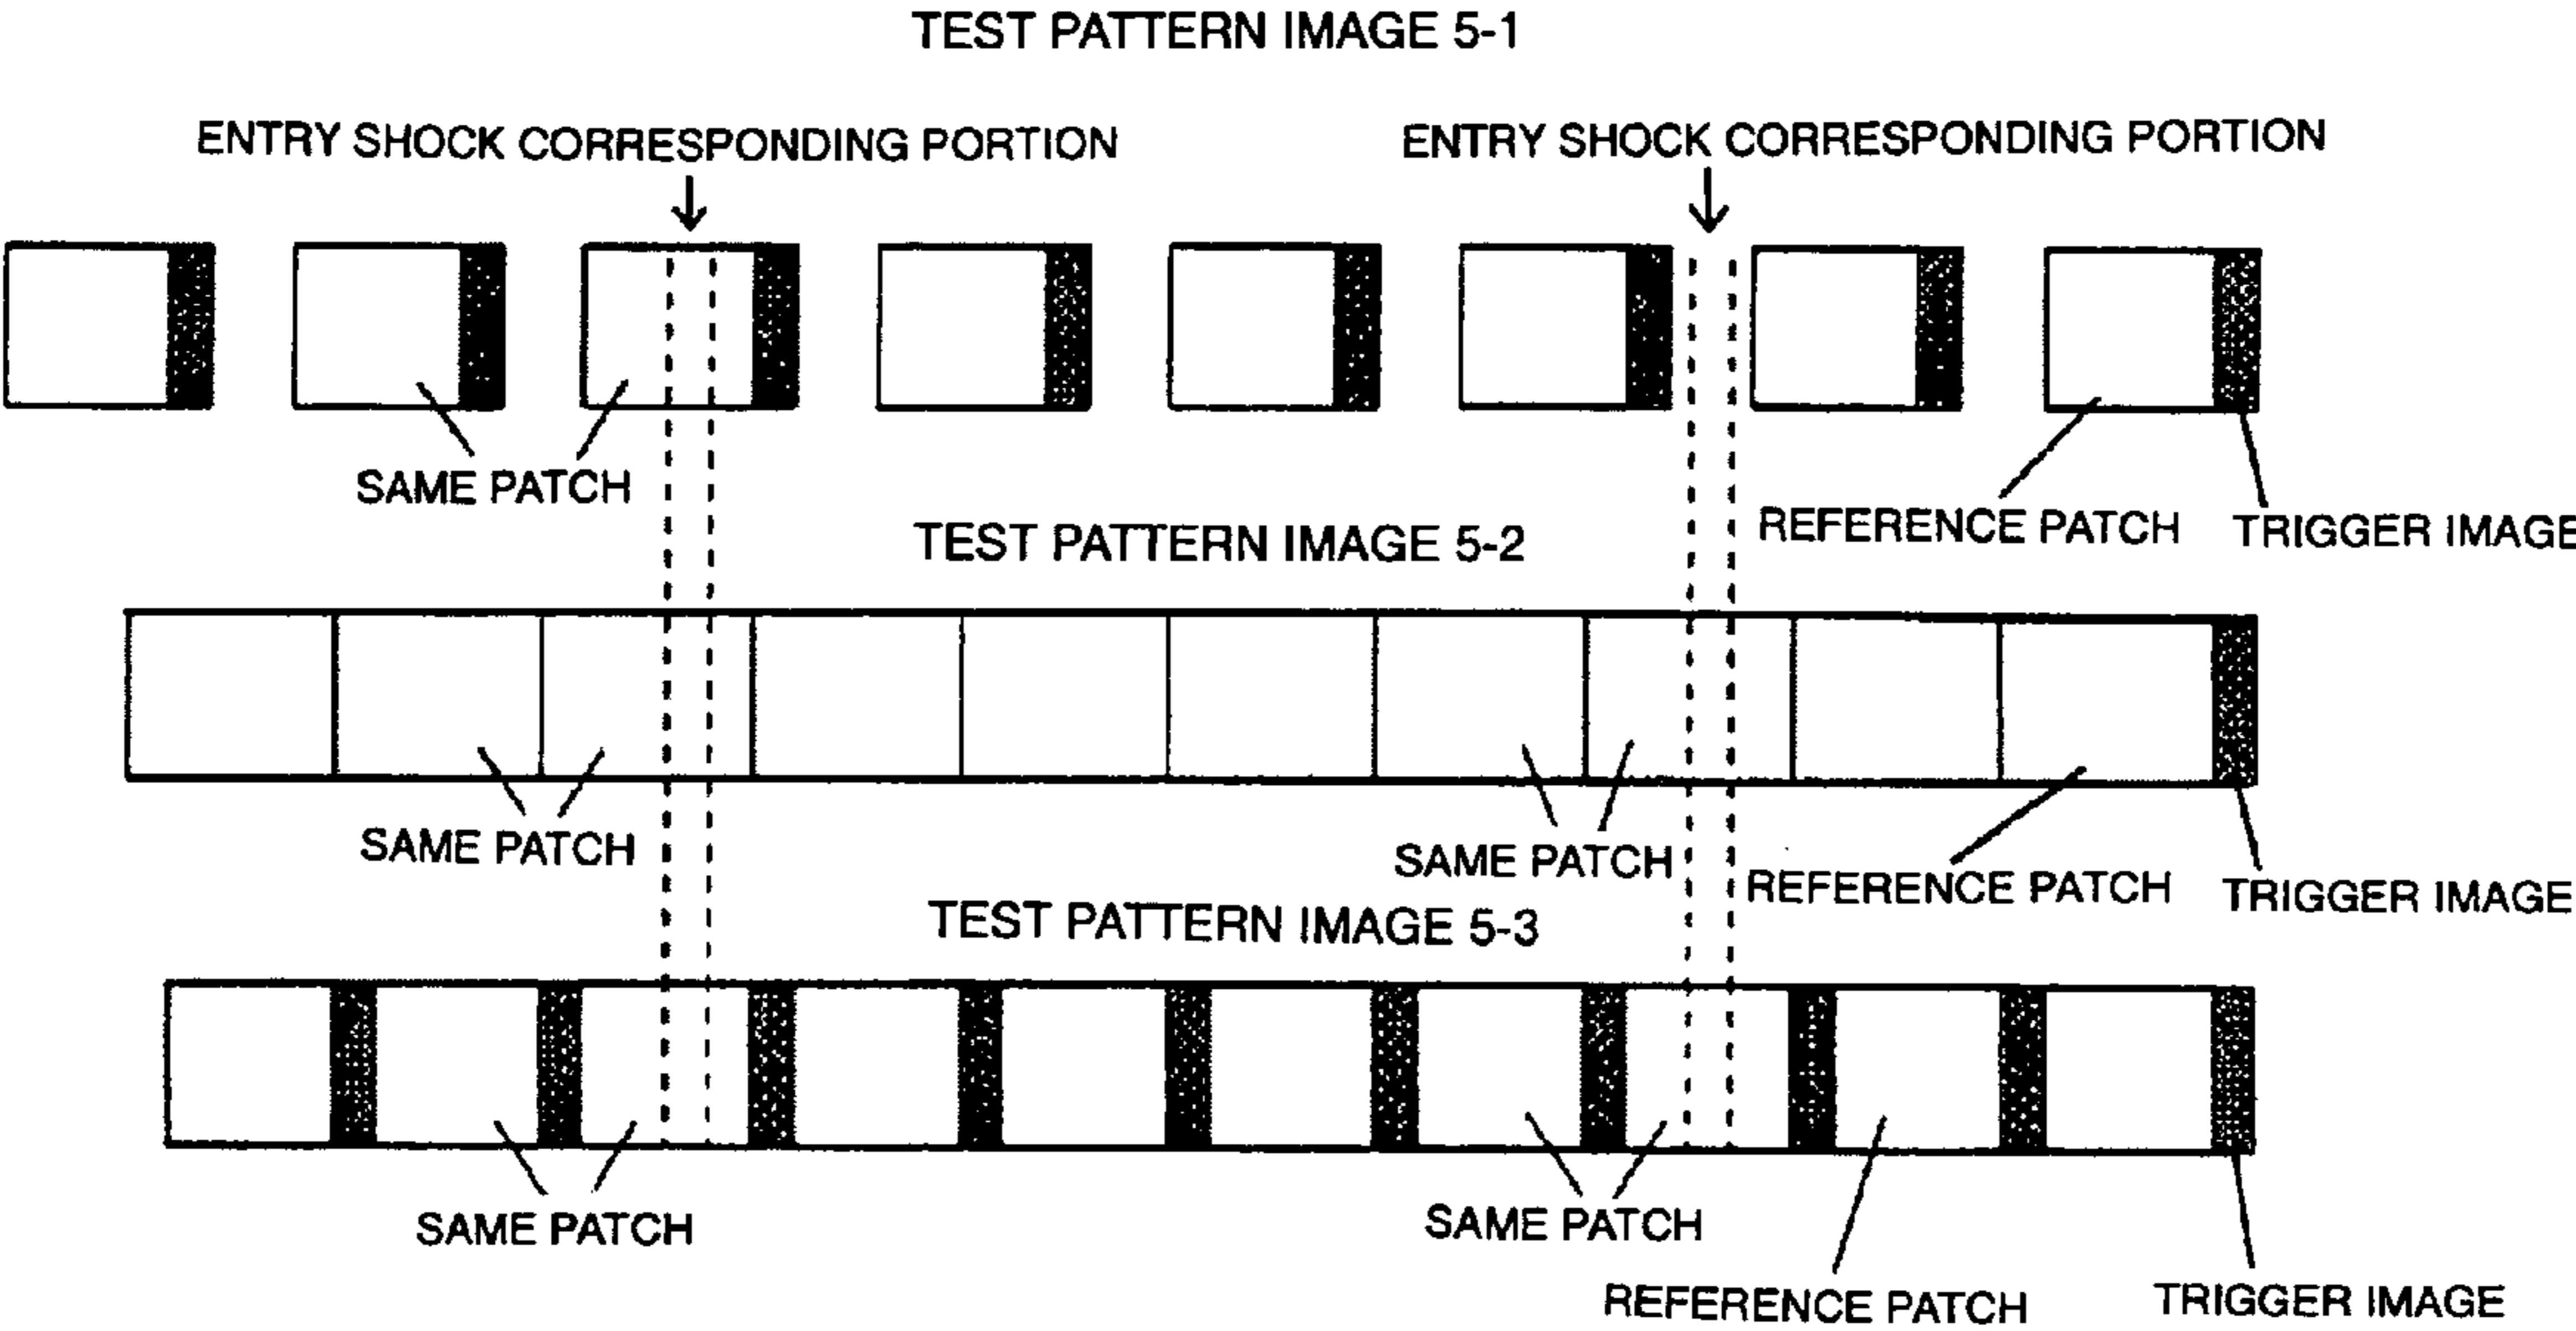 TEST PATTERN IMAGE 5-1
ENTRY SHOCK CORRESPONDING PORTION
ENTRY SHOCK CORRESPONDING PORTION
SAME PATCH
REFERENCE PATCH
TRIGGER IMAGE
TEST PATTERN IMAGE 5-2
SAME PATCH
SAME PATCH
REFERENCE PATCH
TRIGGER IMAGE
TEST PATTERN IMAGE 5-3
SAME PATCH
SAME PATCH
REFERENCE PATCH
TRIGGER IMAGE